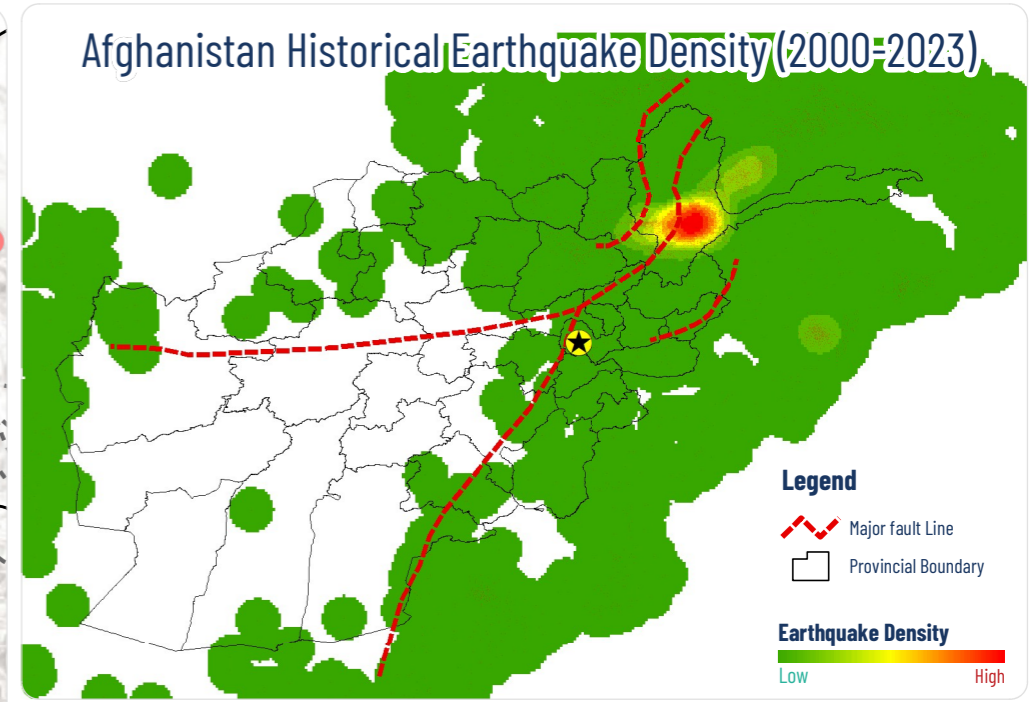 Afghanistan Historical Earthquake Density (2000-2023)
Legend
Major fault Line
Provincial Boundary
Earthquake Density
Low High